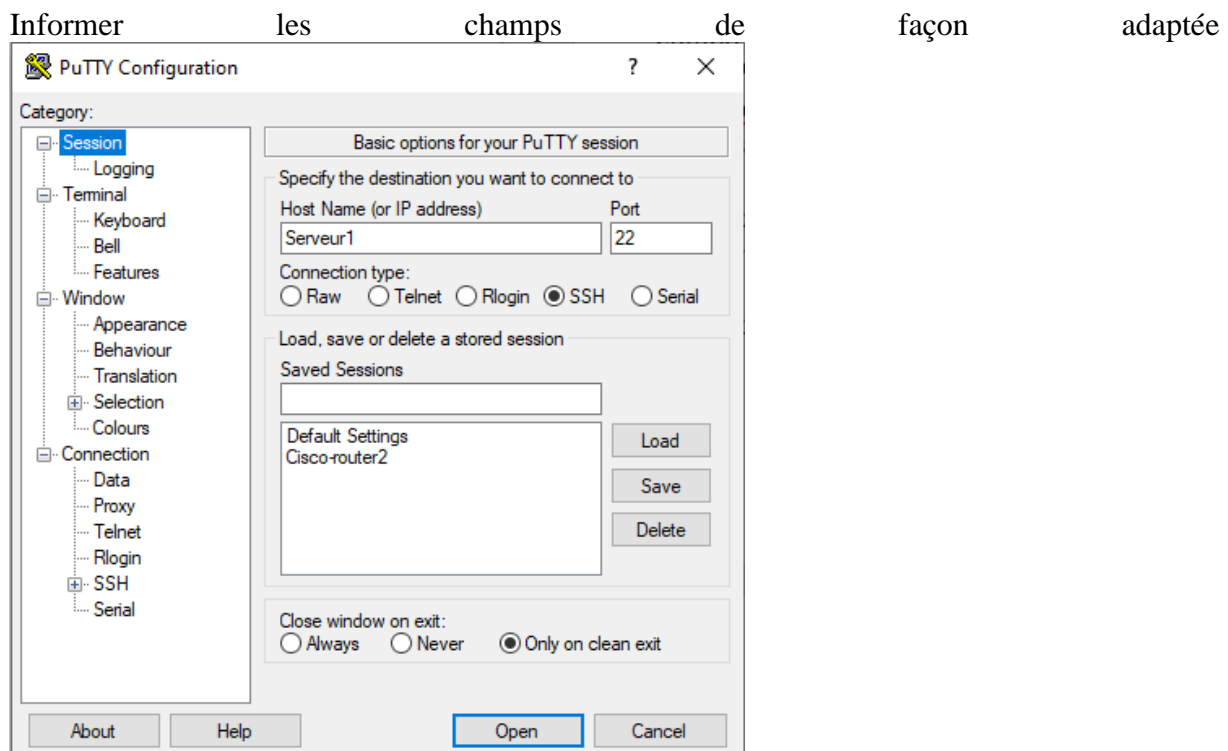 Informer les champs de façon adaptée
PuTTY Configuration ? X
Category:
Session
Logging
Terminal
Keyboard
Bell
Features
Window
Appearance
Behaviour
Translation
Selection
Colours
Connection
Data
Proxy
Telnet
Rlogin
SSH
Serial
Basic options for your PuTTY session
Specify the destination you want to connect to
Host Name (or IP address) Port
Serveur1 22
Connection type:
Raw Telnet Rlogin SSH Serial
Load, save or delete a stored session
Saved Sessions
Default Settings
Cisco-router2
Load
Save
Delete
Close window on exit:
Always Never Only on clean exit
About Help Open Cancel